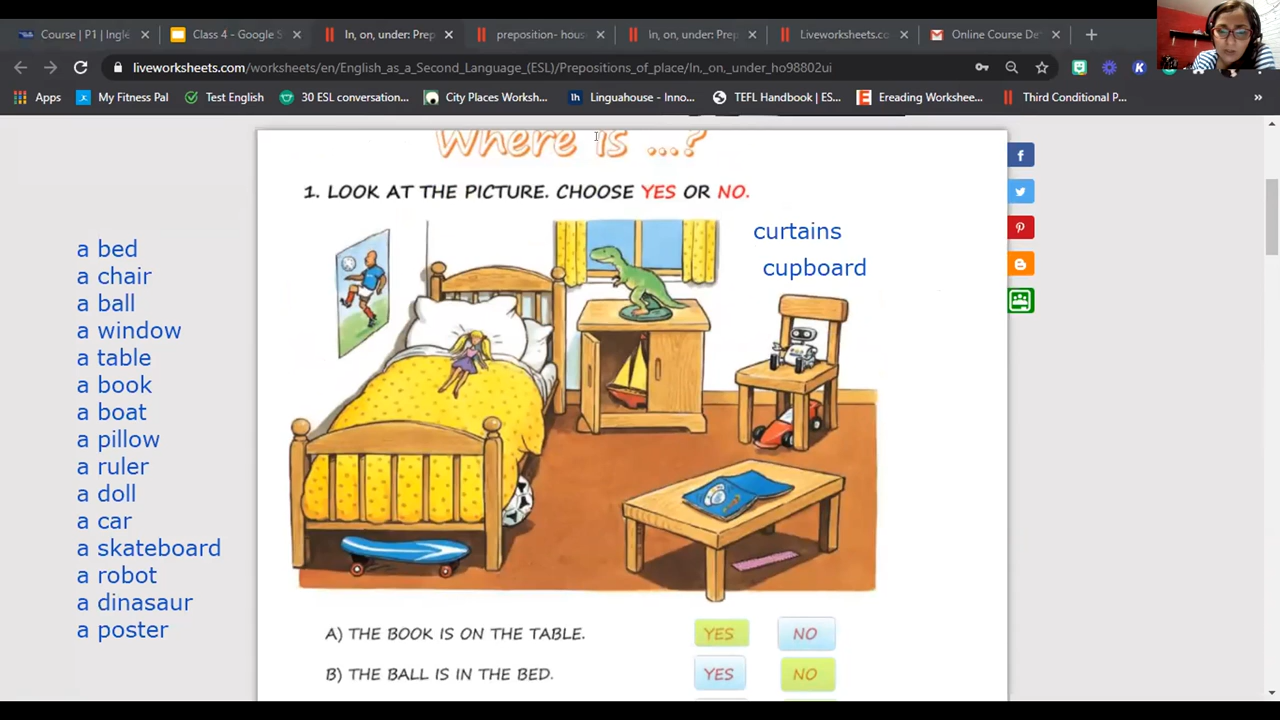 Course | P1 | Inglé
Class 4 - Google S
In, on, under: Prep
preposition- hous
In, on, under: Prep
Liveworksheets.co
Online Course De
liveworksheets.com/worksheets/en/English_as_a_Second_Language_(ESL)/Prepositions_of_place/In,_on,_under_ho98802ui
Apps
My Fitness Pal
Test English
30 ESL conversation...
City Places Worksh...
Linguahouse - Inno...
TEFL Handbook | ES...
Ereading Workshee...
Third Conditional P...
Where is ...?
1. LOOK AT THE PICTURE. CHOOSE YES OR NO.
curtains
cupboard
a bed
a chair
a ball
a window
a table
a book
a boat
a pillow
a ruler
a doll
a car
a skateboard
a robot
a dinasaur
a poster
A) THE BOOK IS ON THE TABLE. YES NO
B) THE BALL IS IN THE BED. YES NO